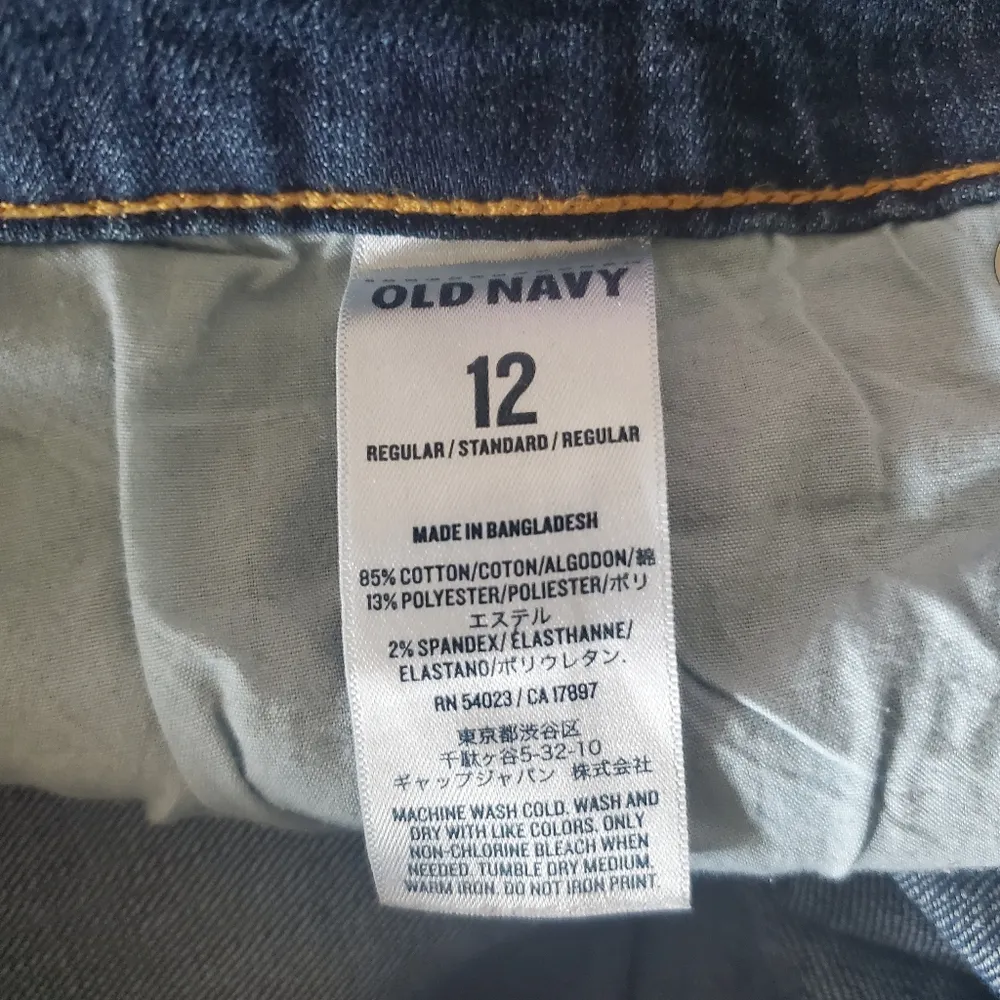 OLD NAVY
12
REGULAR / STANDARD / REGULAR
MADE IN BANGLADESH
85% COTTON/COTON/ALGODON/綿
13% POLYESTER/POLIESTER/ポリ
エステル
2% SPANDEX/ ÉLASTHANNE/
ELASTANO/ポリウレタン.
RN 54023 / CA 17897
東京都渋谷区
千駄ヶ谷5-32-10
ギャップジャパン 株式会社
MACHINE WASH COLD. WASH AND
DRY WITH LIKE COLORS. ONLY
NON-CHLORINE BLEACH WHEN
NEEDED. TUMBLE DRY MEDIUM.
WARM IRON. DO NOT IRON PRINT.